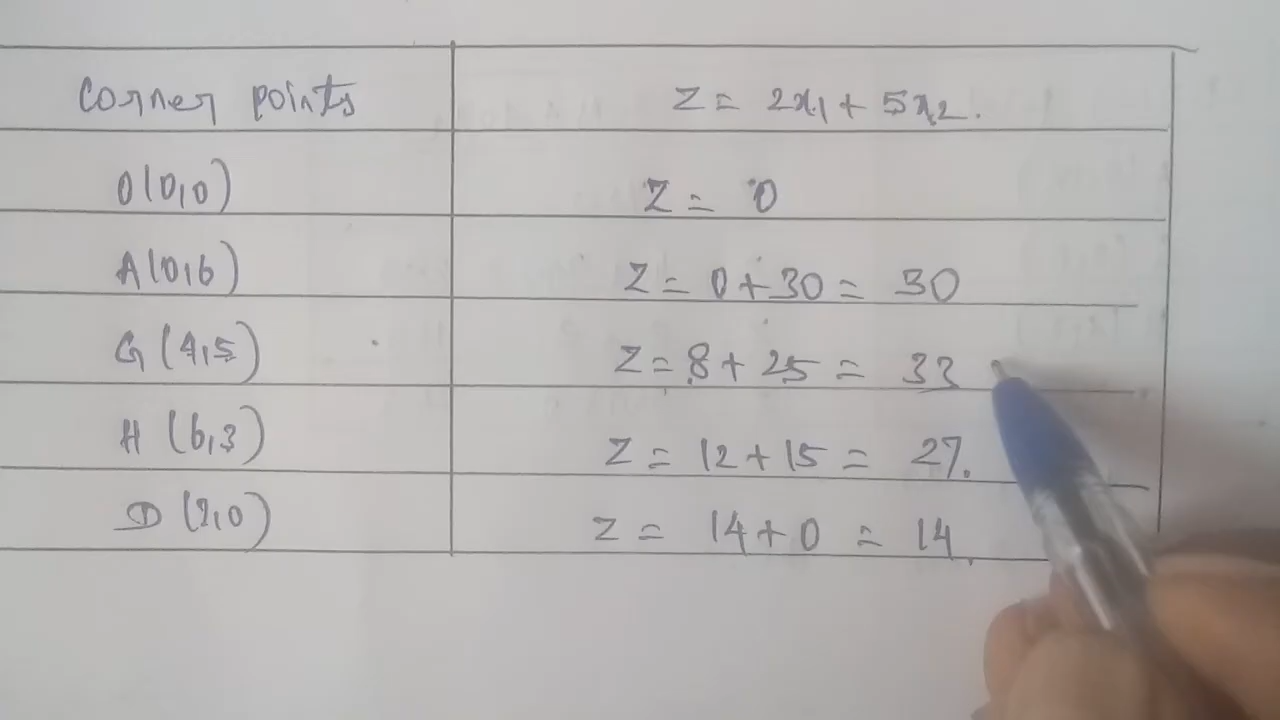 Corner points Z = 2x1 + 5x2.
O(0,0) Z = 0
A(0,6) Z = 0 + 30 = 30
G(4,5) Z = 8 + 25 = 33
H(6,3) Z = 12 + 15 = 27.
D(7,0) Z = 14 + 0 = 14